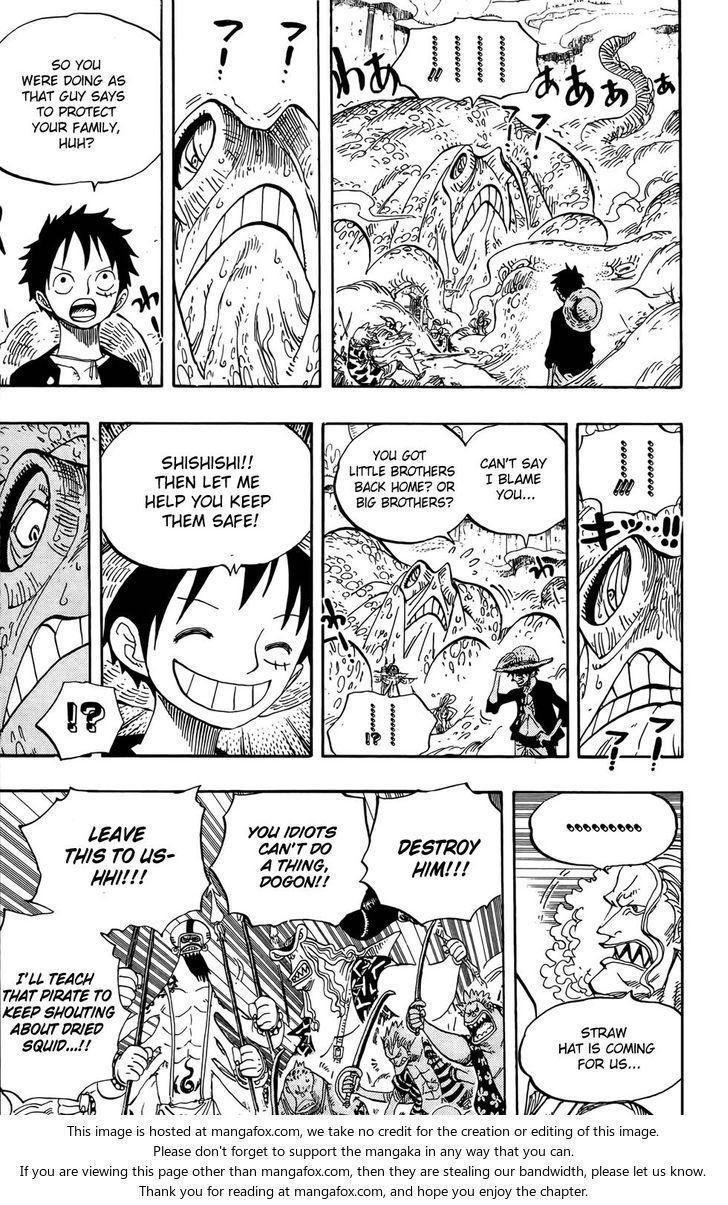 !?
!?
ああ
‥‥‥‥‥‥!!
ああああ
!?
!?
SO YOU
WERE DOING AS
THAT GUY SAYS
TO PROTECT
YOUR FAMILY,
HUH?
‥‥‥‥!!!
キッ…!!
!?
!?
CAN'T SAY
I BLAME
YOU...
YOU GOT
LITTLE BROTHERS
BACK HOME? OR
BIG BROTHERS?
‥‥‥‥!?
SHISHISHI!!
THEN LET ME
HELP YOU KEEP
THEM SAFE!
!?
..........
STRAW
HAT IS COMING
FOR US...
DESTROY
HIM!!!
YOU IDIOTS
CAN'T DO
A THING,
DOGON!!
LEAVE
THIS TO US-
HHI!!!
I'LL TEACH
THAT PIRATE TO
KEEP SHOUTING
ABOUT DRIED
SQUID...!!
This image is hosted at mangafox.com, we take no credit for the creation or editing of this image.
Please don't forget to support the mangaka in any way that you can.
If you are viewing this page other than mangafox.com, then they are stealing our bandwidth, please let us know.
Thank you for reading at mangafox.com, and hope you enjoy the chapter.